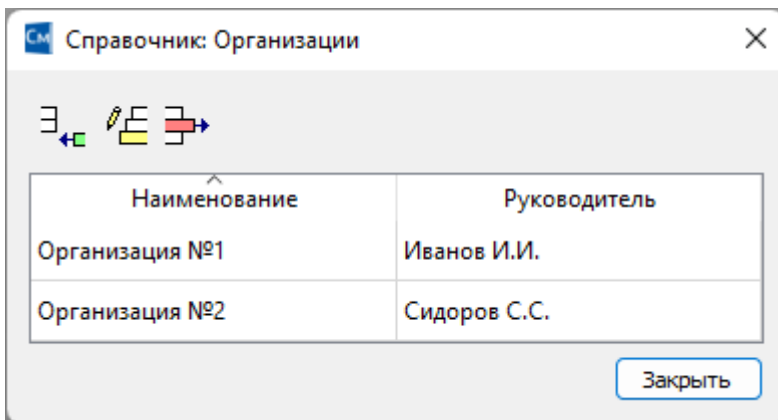 См Справочник: Организации
Наименование Руководитель
Организация №1 Иванов И.И.
Организация №2 Сидоров С.С.
Закрыть